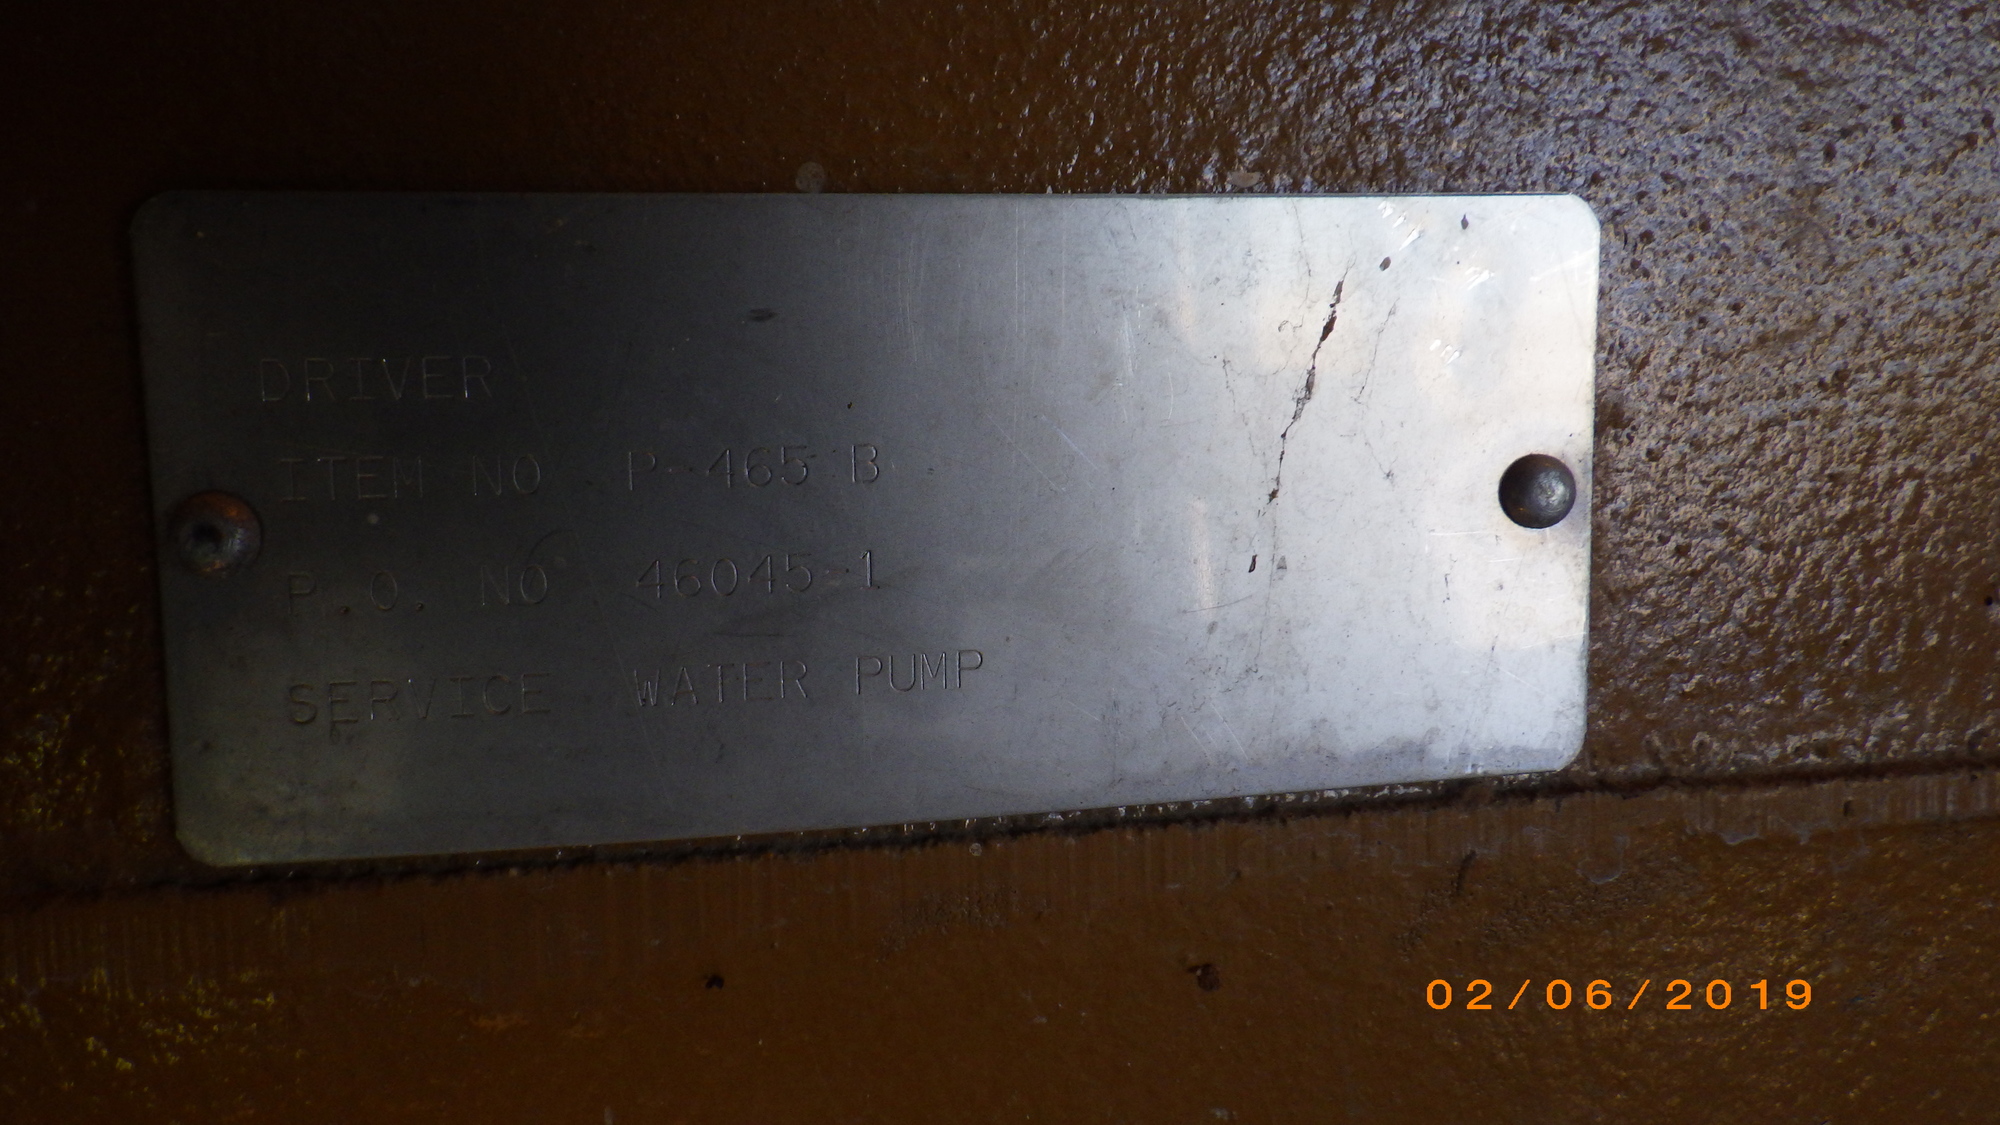 DRIVER
ITEM NO P-465 B
P.O. NO 46045-1
SERVICE WATER PUMP
02/06/2019